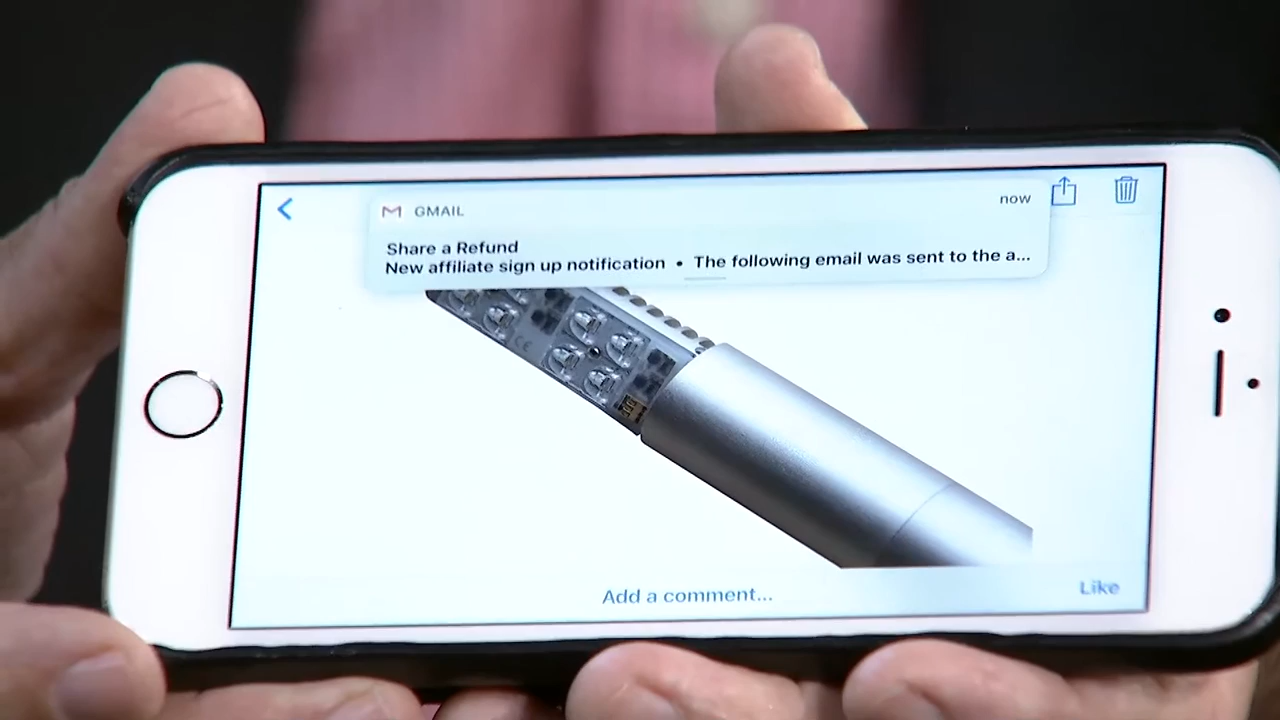 GMAIL
now
Share a Refund
New affiliate sign up notification • The following email was sent to the a...
CE
Add a comment...
Like